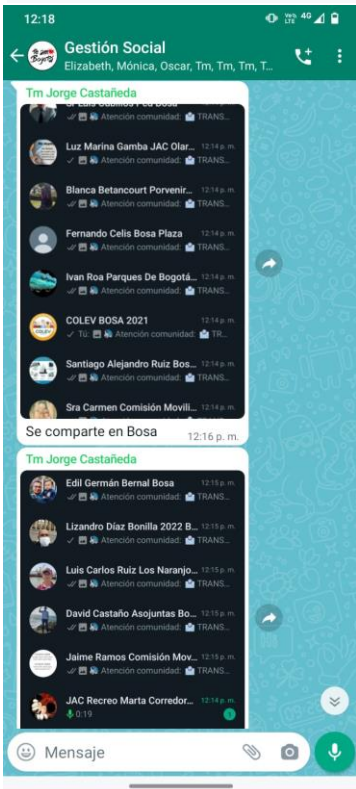 12:18
4G
Gestión Social
Elizabeth, Mónica, Oscar, Tm, Tm, Tm, T...
Tm Jorge Castañeda
Atención comunidad: TRANS...
Luz Marina Gamba JAC Olar... 12:14 p. m.
Atención comunidad: TRANS...
Blanca Betancourt Porvenir... 12:14 p. m.
Atención comunidad: TRANS...
Fernando Celis Bosa Plaza 12:14 p. m.
Atención comunidad: TRANS...
Ivan Roa Parques De Bogotá... 12:14 p. m.
Atención comunidad: TRANS...
COLEV BOSA 2021 12:14 p. m.
Tú: Atención comunidad: TR...
Santiago Alejandro Ruiz Bos... 12:14 p. m.
Atención comunidad: TRANS...
Sra Carmen Comisión Movili... 12:14 p. m.
Atención comunidad: TRANS...
Se comparte en Bosa 12:16 p. m.
Tm Jorge Castañeda
Edil Germán Bernal Bosa 12:15 p. m.
Atención comunidad: TRANS...
Lizandro Díaz Bonilla 2022 B... 12:15 p. m.
Atención comunidad: TRANS...
Luis Carlos Ruiz Los Naranjo... 12:15 p. m.
Atención comunidad: TRANS...
David Castaño Asojuntas Bo... 12:15 p. m.
Atención comunidad: TRANS...
Jaime Ramos Comisión Mov... 12:15 p. m.
Atención comunidad: TRANS...
JAC Recreo Marta Corredor... 12:14 p. m.
0:19 1
Mensaje